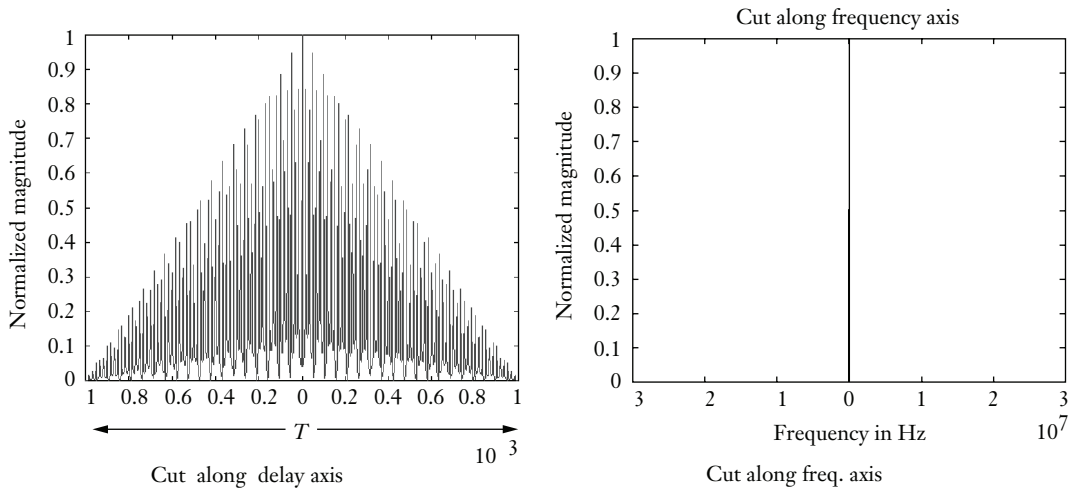 Cut along frequency axis
Normalized magnitude
1
0.9
0.8
0.7
0.6
0.5
0.4
0.3
0.2
0.1
0
1 0.8 0.6 0.4 0.2 0 0.2 0.4 0.6 0.8 1
T
10 3
Cut along delay axis
Normalized magnitude
1
0.9
0.8
0.7
0.6
0.5
0.4
0.3
0.2
0.1
0
3 2 1 0 1 2 3
Frequency in Hz
10 7
Cut along freq. axis